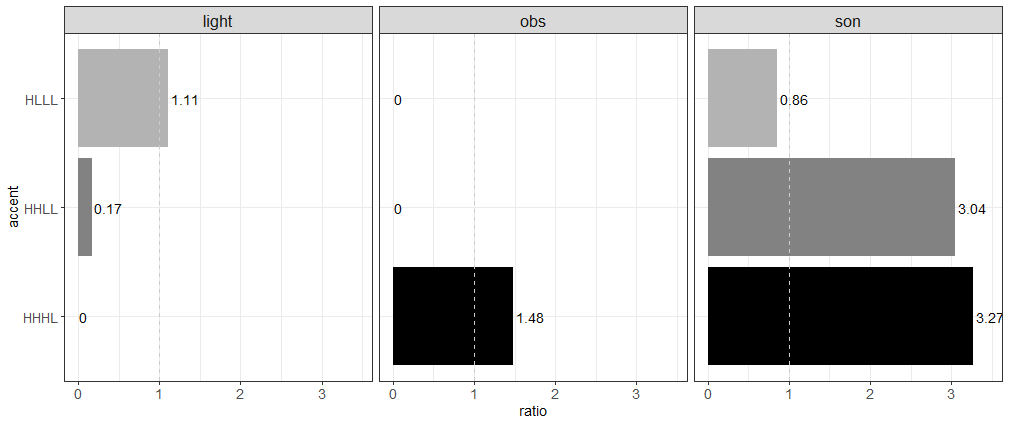 light obs son
HLLL 1.11 0 0.86
HHLL 0.17 0 3.04
HHHL 0 1.48 3.27
accent
0 1 2 3 0 1 2 3 0 1 2 3
ratio